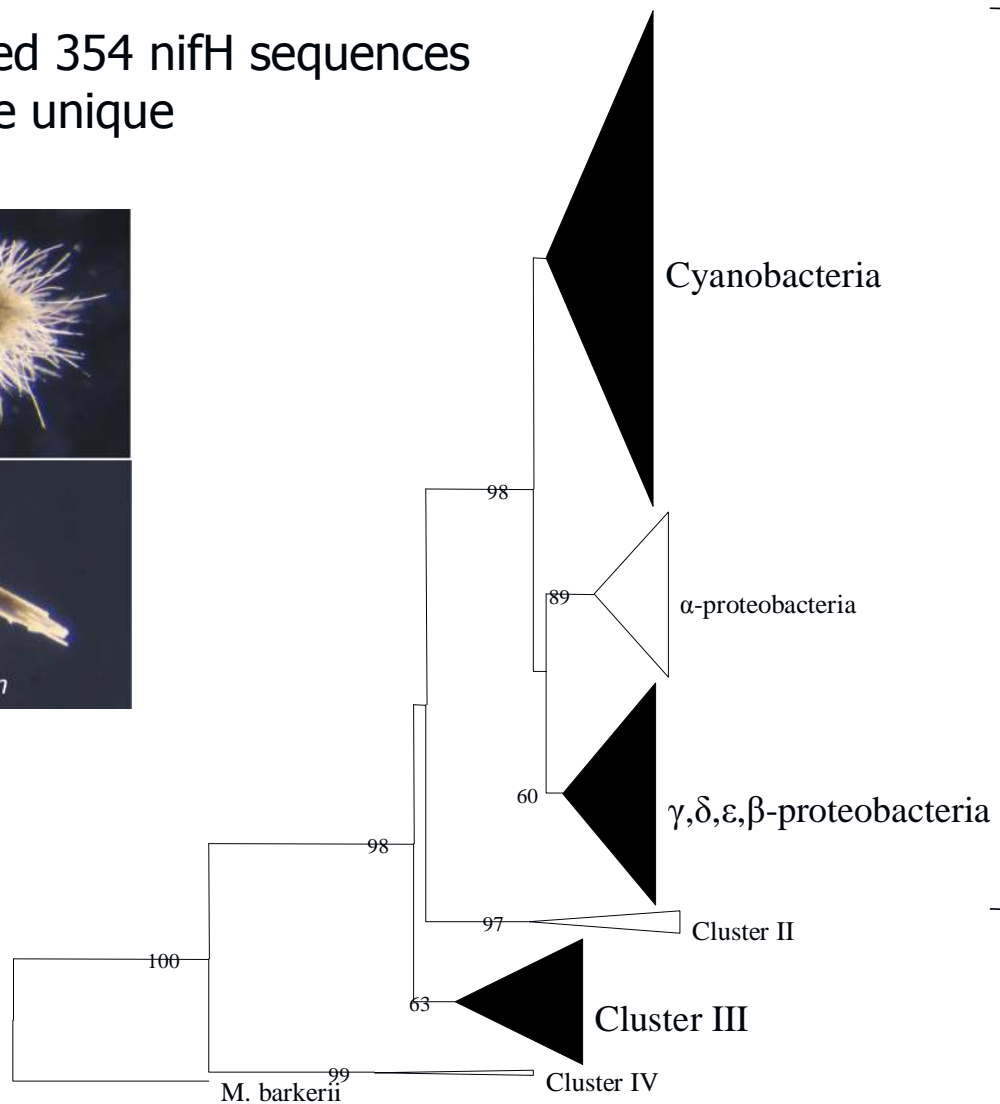 ed 354 nifH sequences
e unique
Cyanobacteria
98
89
α-proteobacteria
n
60
γ,δ,ε,β-proteobacteria
98
97
Cluster II
100
63
Cluster III
99
Cluster IV
M. barkerii